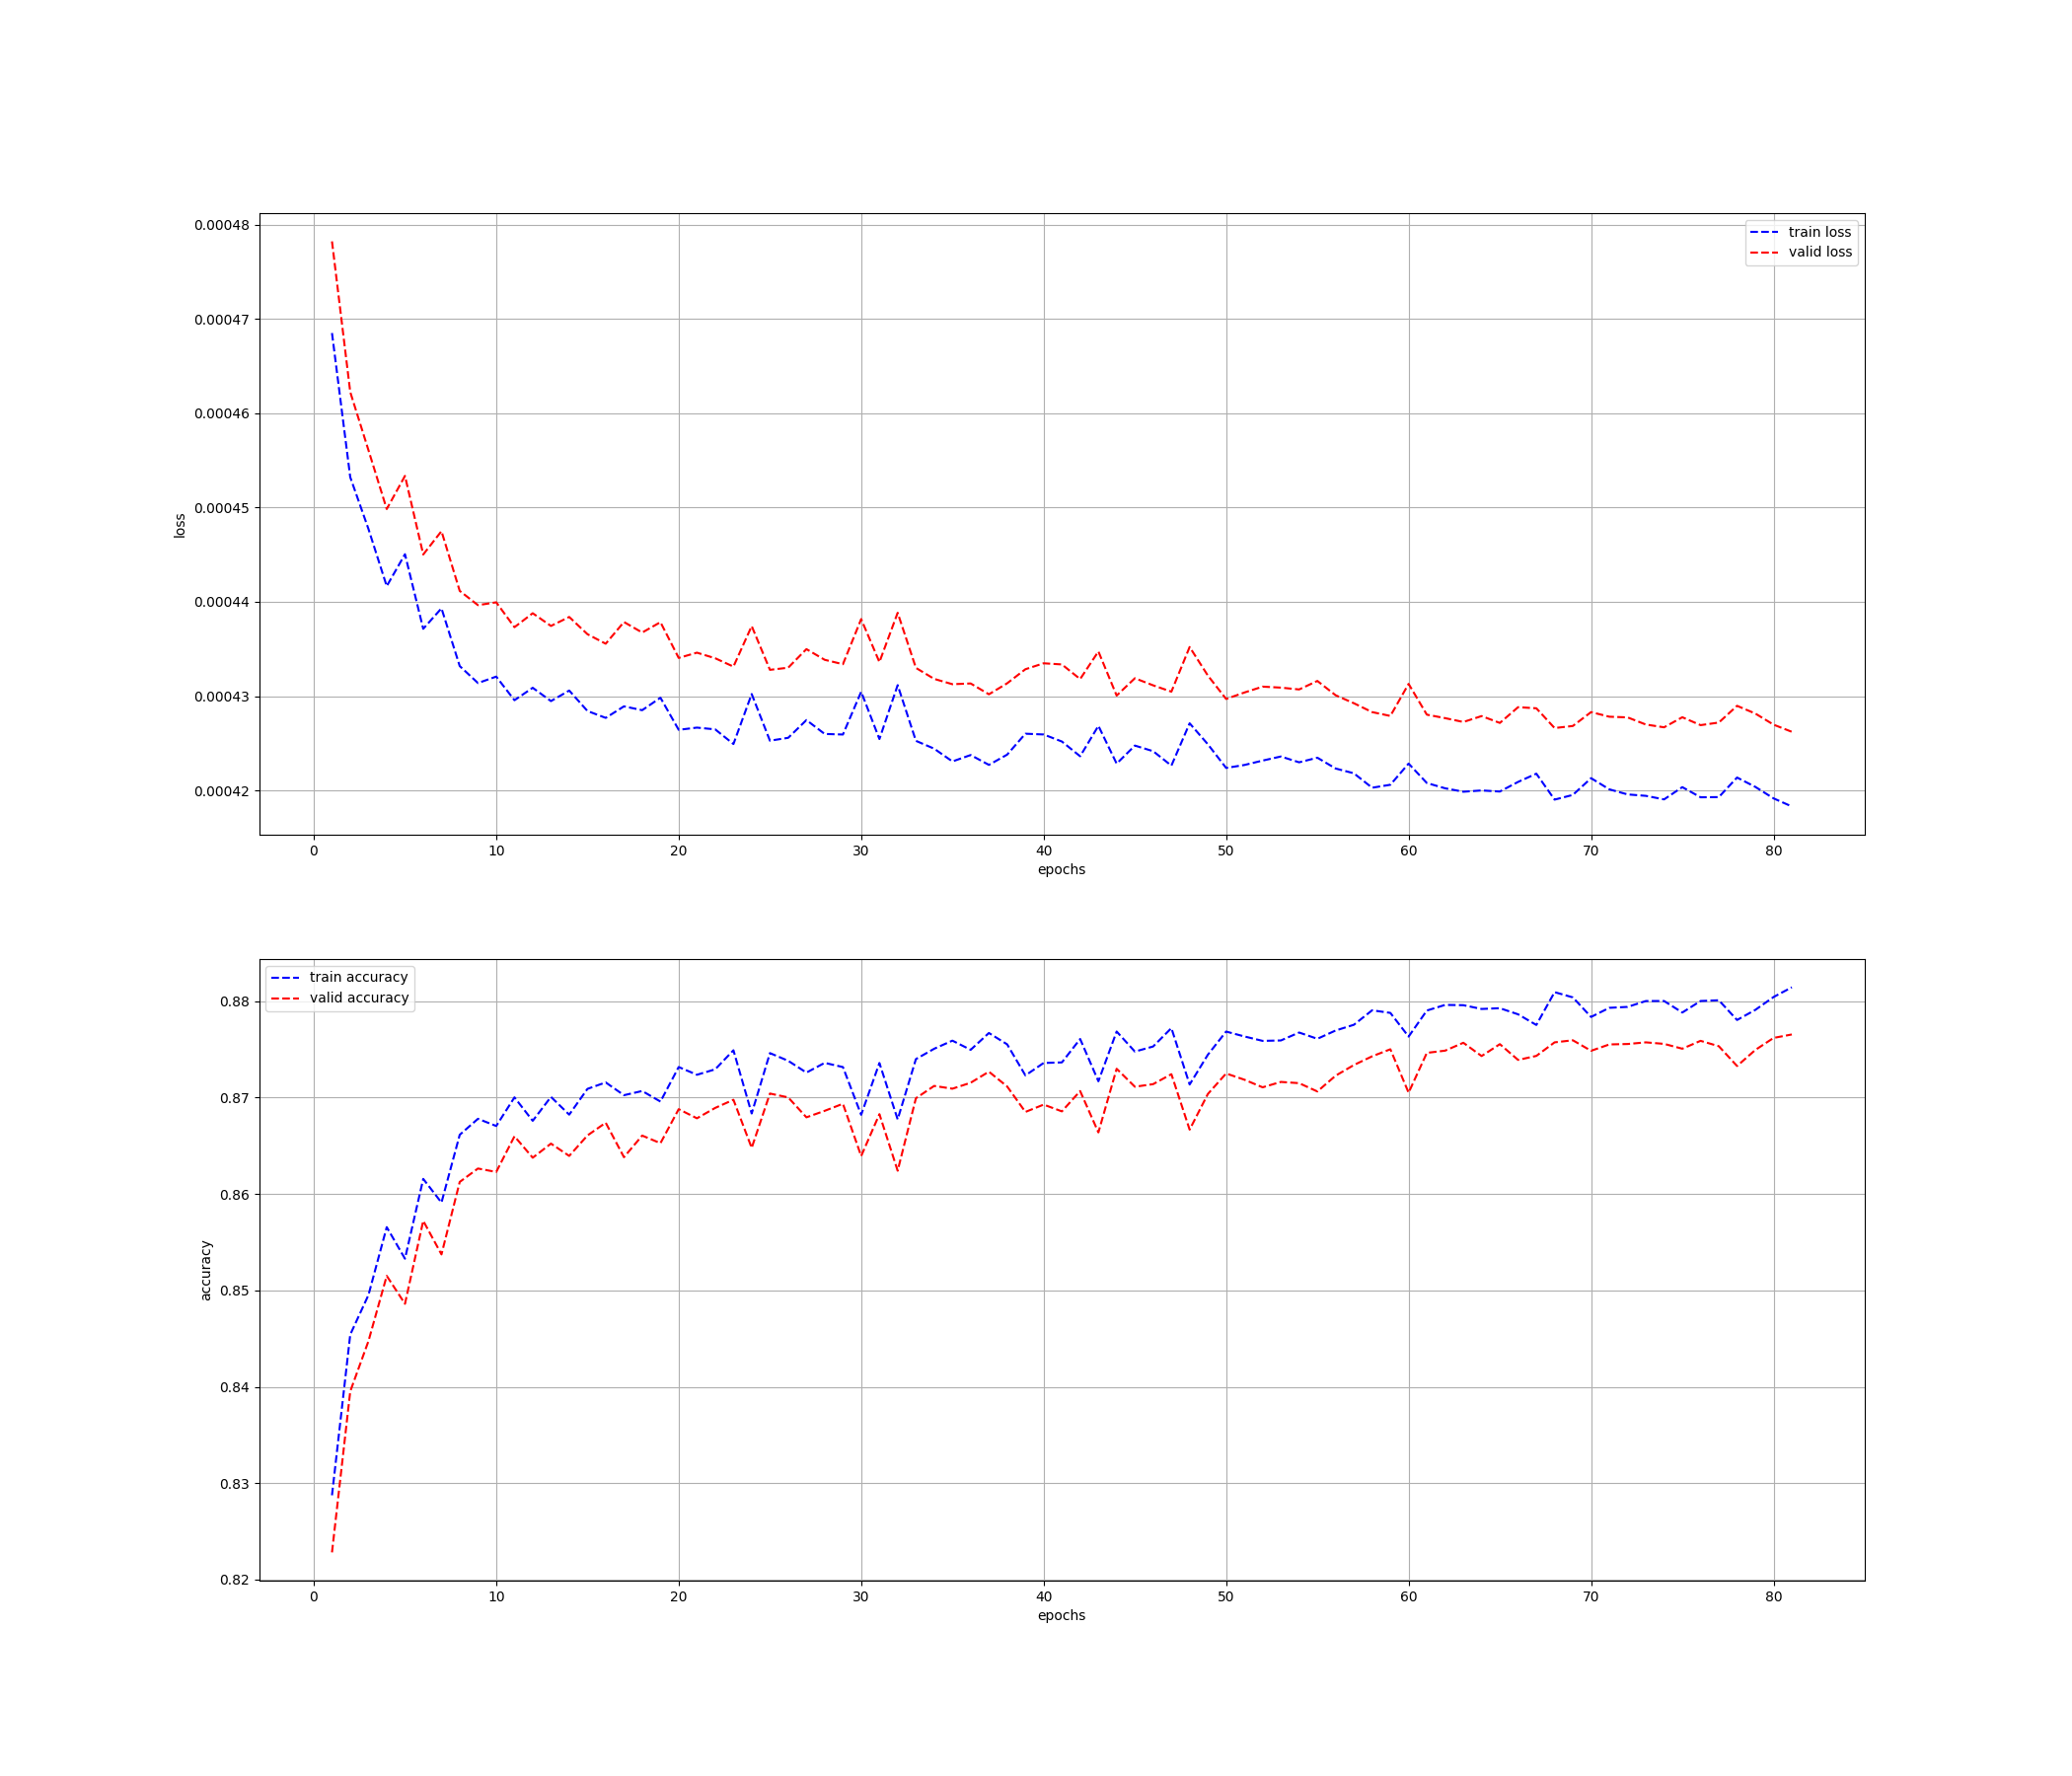 0.00048
train loss
valid loss
0.00047
0.00046
0.00045
loss
0.00044
0.00043
0.00042
0 10 20 30 40 50 60 70 80
epochs
train accuracy
valid accuracy
0.88
0.87
0.86
0.85
accuracy
0.84
0.83
0.82
0 10 20 30 40 50 60 70 80
epochs